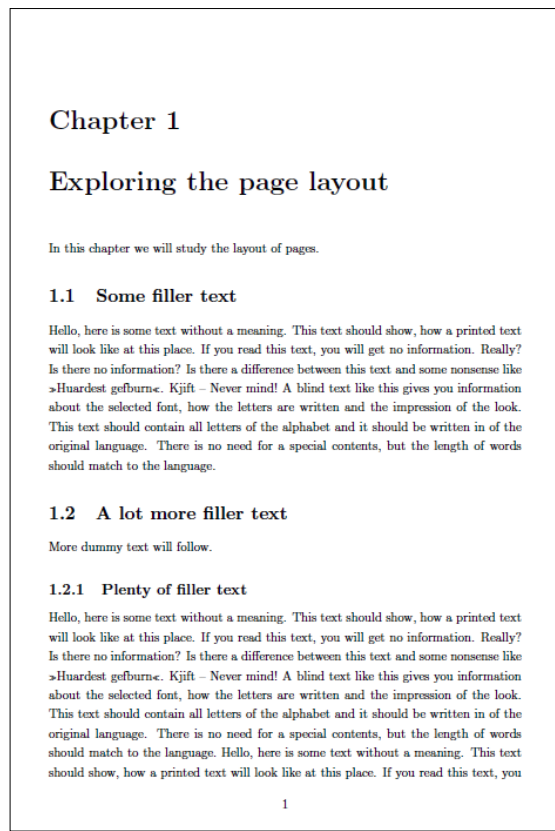 Chapter 1
Exploring the page layout
In this chapter we will study the layout of pages.
1.1 Some filler text
Hello, here is some text without a meaning. This text should show, how a printed text
will look like at this place. If you read this text, you will get no information. Really?
Is there no information? Is there a difference between this text and some nonsense like
»Huardest gefburn«. Kjift – Never mind! A blind text like this gives you information
about the selected font, how the letters are written and the impression of the look.
This text should contain all letters of the alphabet and it should be written in of the
original language. There is no need for a special contents, but the length of words
should match to the language.
1.2 A lot more filler text
More dummy text will follow.
1.2.1 Plenty of filler text
Hello, here is some text without a meaning. This text should show, how a printed text
will look like at this place. If you read this text, you will get no information. Really?
Is there no information? Is there a difference between this text and some nonsense like
»Huardest gefburn«. Kjift – Never mind! A blind text like this gives you information
about the selected font, how the letters are written and the impression of the look.
This text should contain all letters of the alphabet and it should be written in of the
original language. There is no need for a special contents, but the length of words
should match to the language. Hello, here is some text without a meaning. This text
should show, how a printed text will look like at this place. If you read this text, you
1